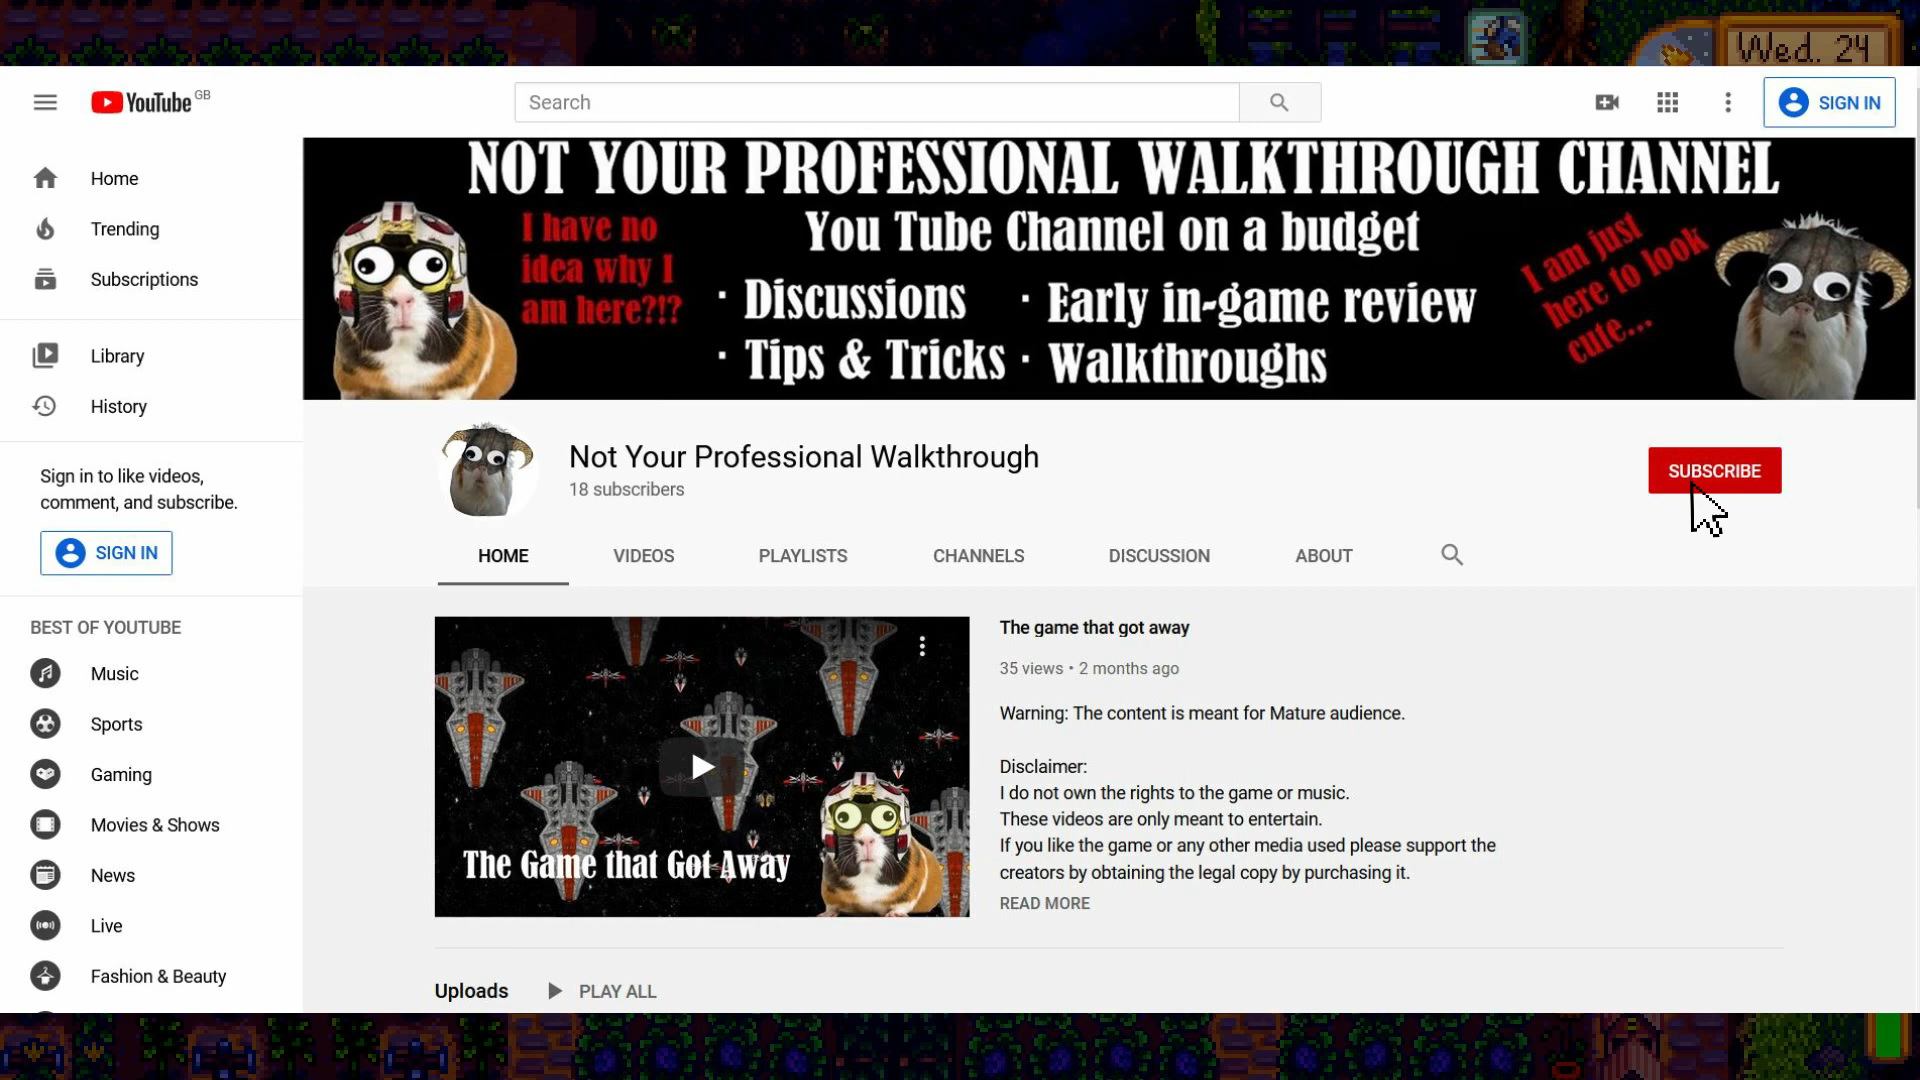 Wed. 24
YouTube GB
Search
SIGN IN
Home
Trending
Subscriptions
Library
History
Sign in to like videos,
comment, and subscribe.
SIGN IN
BEST OF YOUTUBE
Music
Sports
Gaming
Movies & Shows
News
Live
Fashion & Beauty
NOT YOUR PROFESSIONAL WALKTHROUGH CHANNEL
You Tube Channel on a budget
I have no
idea why I
am here?!?
· Discussions
· Early in-game review
· Tips & Tricks
· Walkthroughs
I am just
here to look
cute...
Not Your Professional Walkthrough
18 subscribers
SUBSCRIBE
HOME
VIDEOS
PLAYLISTS
CHANNELS
DISCUSSION
ABOUT
The Game that Got Away
The game that got away
35 views • 2 months ago
Warning: The content is meant for Mature audience.
Disclaimer:
I do not own the rights to the game or music.
These videos are only meant to entertain.
If you like the game or any other media used please support the
creators by obtaining the legal copy by purchasing it.
READ MORE
Uploads
PLAY ALL